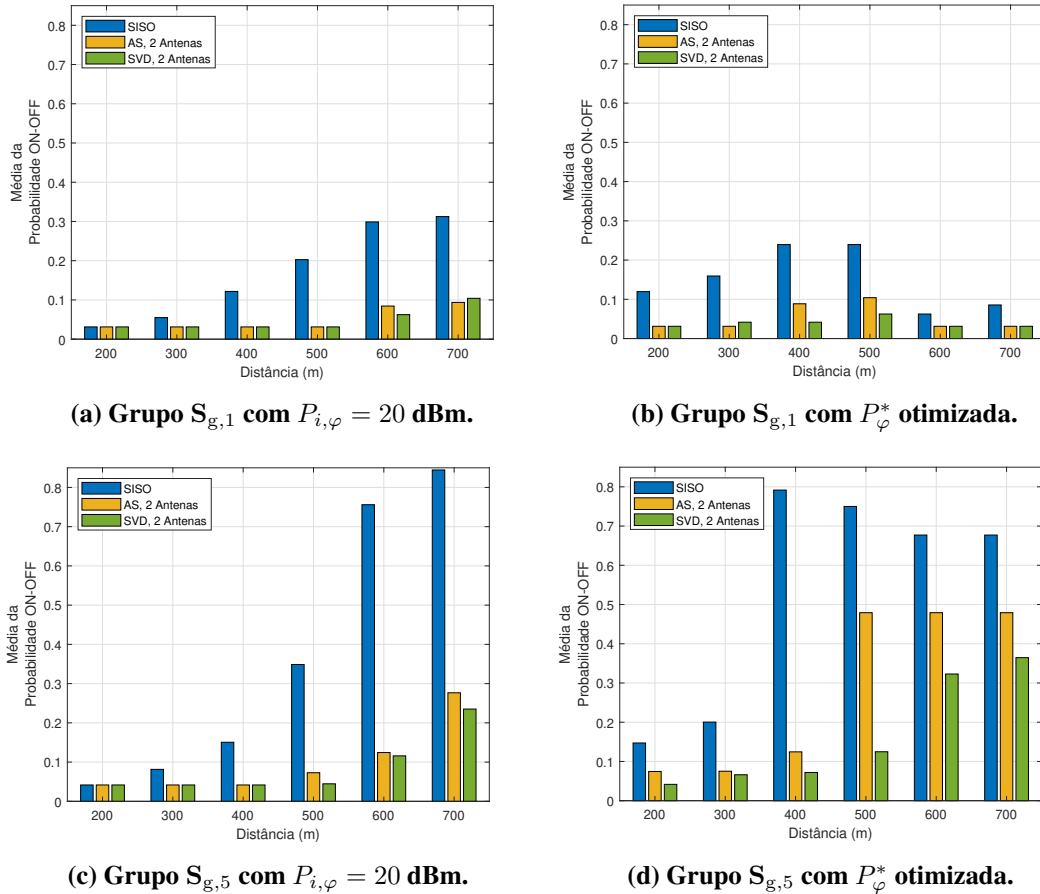 0.8
0.7
0.6
0.5
0.4
0.3
0.2
0.1
0
Média da
Probabilidade ON-OFF
SISO
AS, 2 Antenas
SVD, 2 Antenas
200 300 400 500 600 700
Distância (m)
(a) Grupo S_{g,1} com P_{i,φ} = 20 dBm.
0.8
0.7
0.6
0.5
0.4
0.3
0.2
0.1
0
Média da
Probabilidade ON-OFF
SISO
AS, 2 Antenas
SVD, 2 Antenas
200 300 400 500 600 700
Distância (m)
(b) Grupo S_{g,1} com P*_φ otimizada.
0.8
0.7
0.6
0.5
0.4
0.3
0.2
0.1
0
Média da
Probabilidade ON-OFF
SISO
AS, 2 Antenas
SVD, 2 Antenas
200 300 400 500 600 700
Distância (m)
(c) Grupo S_{g,5} com P_{i,φ} = 20 dBm.
0.8
0.7
0.6
0.5
0.4
0.3
0.2
0.1
0
Média da
Probabilidade ON-OFF
SISO
AS, 2 Antenas
SVD, 2 Antenas
200 300 400 500 600 700
Distância (m)
(d) Grupo S_{g,5} com P*_φ otimizada.